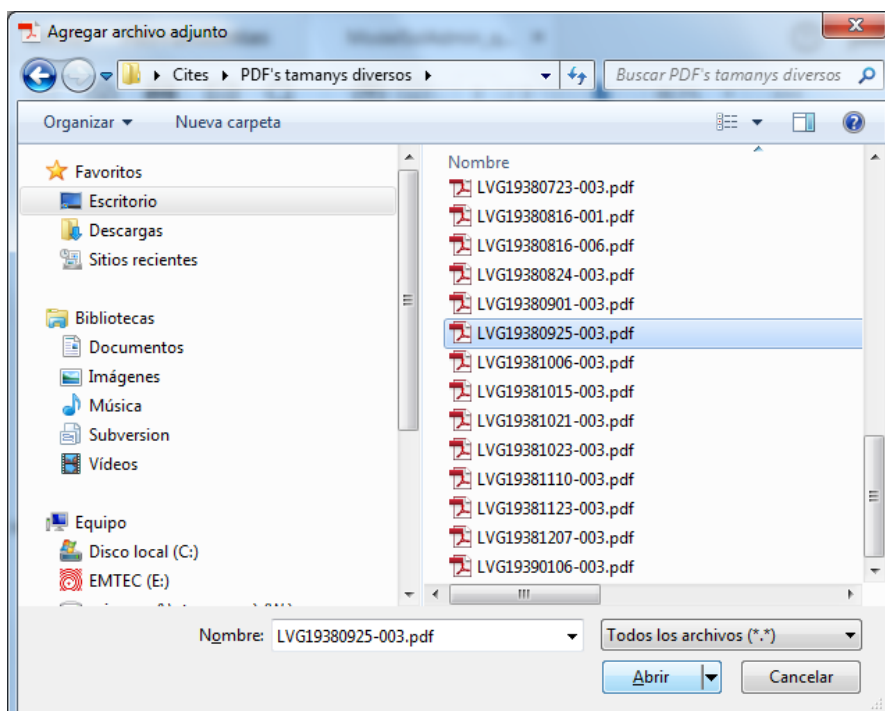 Agregar archivo adjunto
Cites PDF's tamanys diversos
Buscar PDF's tamanys diversos
Organizar Nueva carpeta
Favoritos
Escritorio
Descargas
Sitios recientes
Bibliotecas
Documentos
Imágenes
Música
Subversion
Vídeos
Equipo
Disco local (C:)
EMTEC (E:)
Nombre
LVG19380723-003.pdf
LVG19380816-001.pdf
LVG19380816-006.pdf
LVG19380824-003.pdf
LVG19380901-003.pdf
LVG19380925-003.pdf
LVG19381006-003.pdf
LVG19381015-003.pdf
LVG19381021-003.pdf
LVG19381023-003.pdf
LVG19381110-003.pdf
LVG19381123-003.pdf
LVG19381207-003.pdf
LVG19390106-003.pdf
Nombre: LVG19380925-003.pdf
Todos los archivos (*.*)
Abrir Cancelar